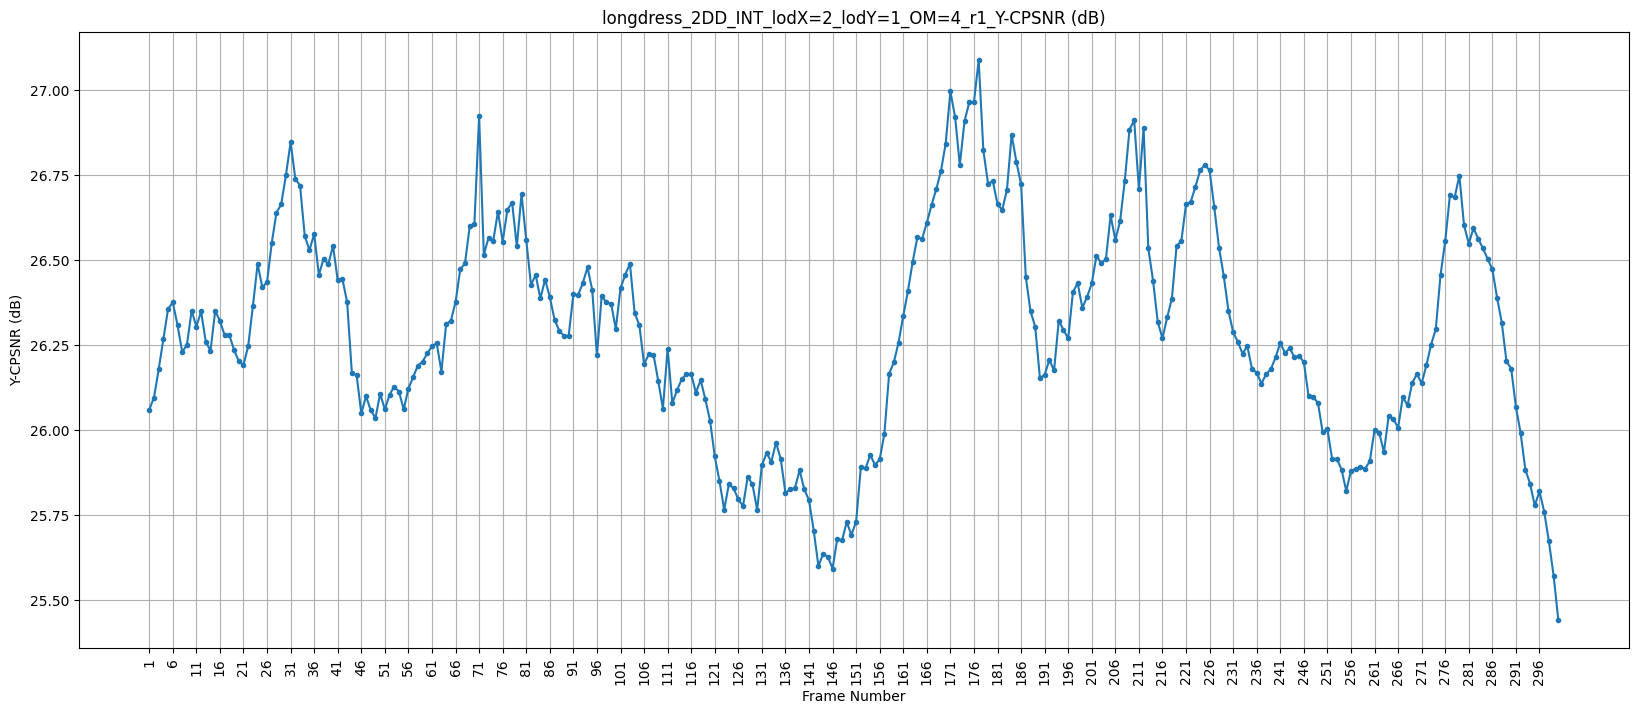 longdress_2DD_INT_lodX=2_lodY=1_OM=4_r1_Y-CPSNR (dB)
Y-CPSNR (dB)
27.00
26.75
26.50
26.25
26.00
25.75
25.50
1 6 11 16 21 26 31 36 41 46 51 56 61 66 71 76 81 86 91 96 101 106 111 116 121 126 131 136 141 146 151 156 161 166 171 176 181 186 191 196 201 206 211 216 221 226 231 236 241 246 251 256 261 266 271 276 281 286 291 296
Frame Number